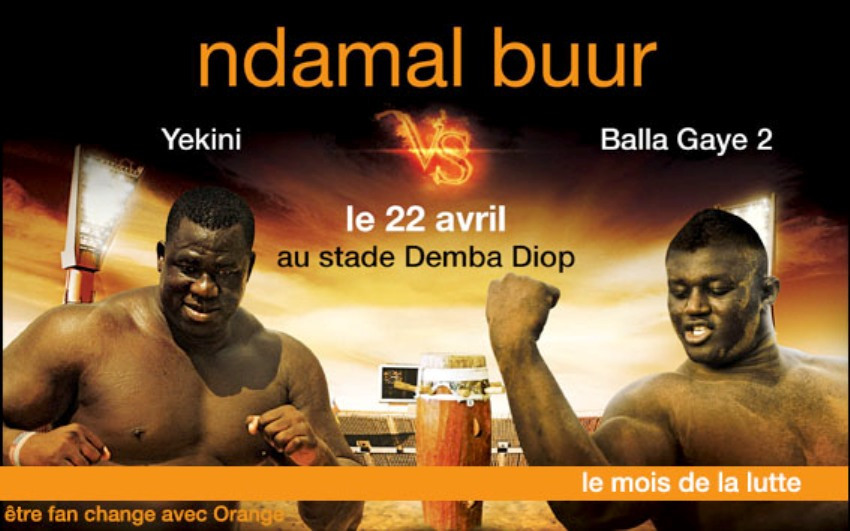 ndamal buur
Yekini
VS
Balla Gaye 2
le 22 avril
au stade Demba Diop
le mois de la lutte
être fan change avec Orange